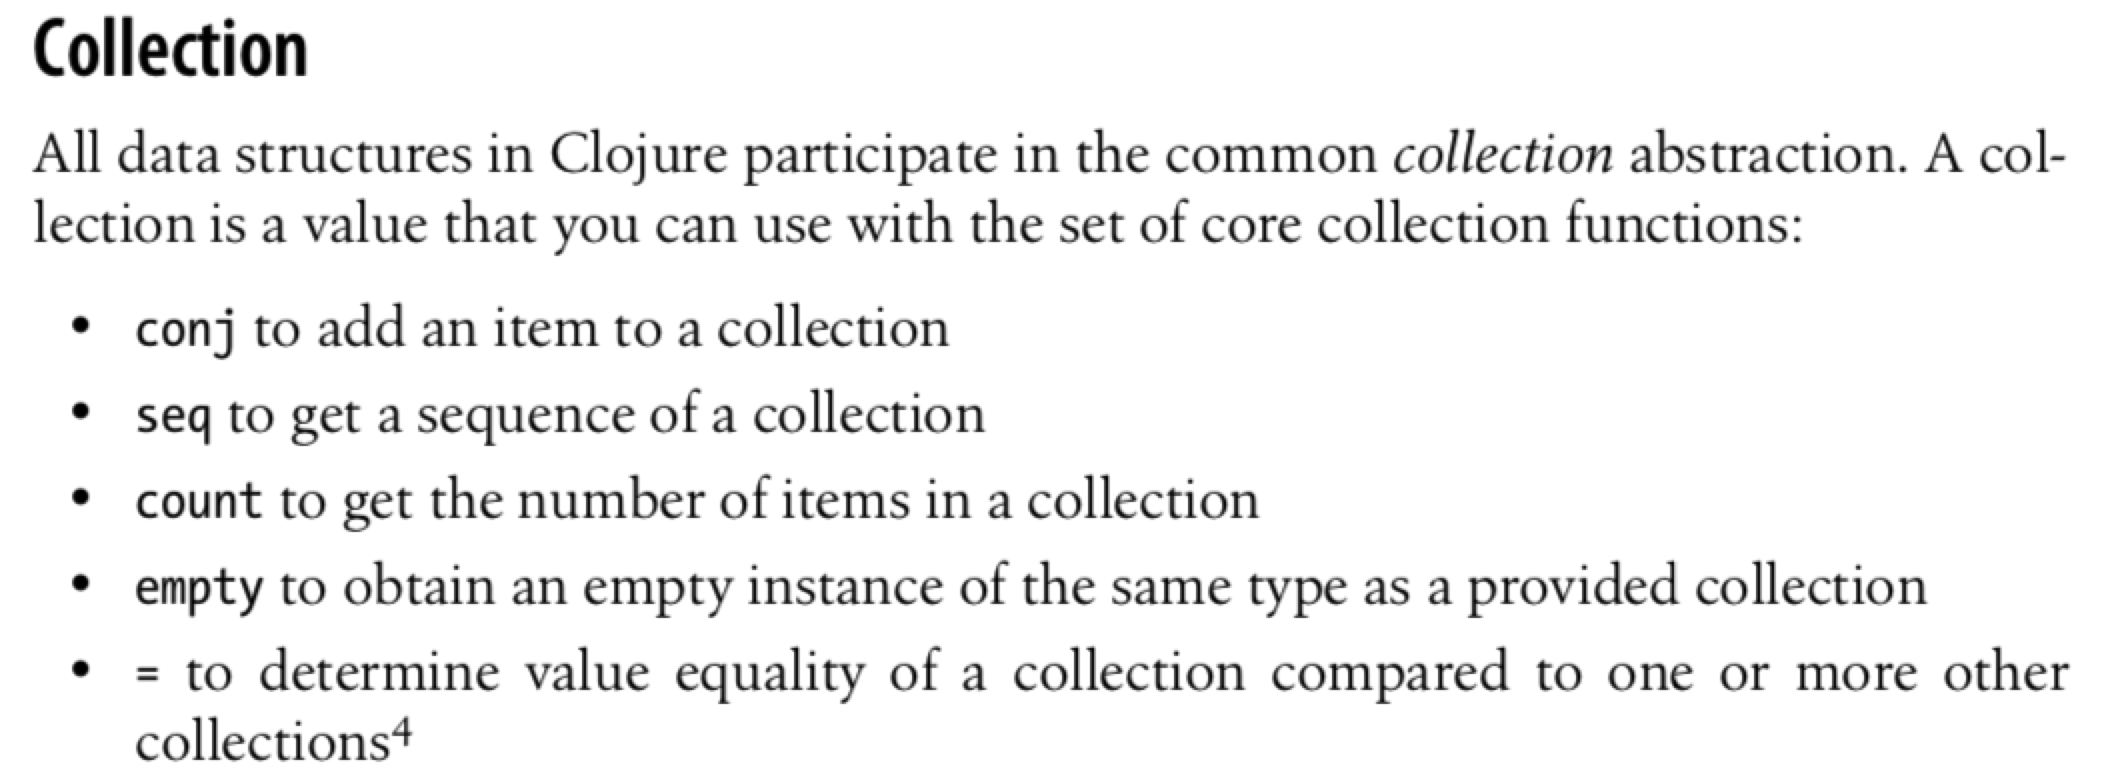 Collection
All data structures in Clojure participate in the common collection abstraction. A col-
lection is a value that you can use with the set of core collection functions:
• conj to add an item to a collection
• seq to get a sequence of a collection
• count to get the number of items in a collection
• empty to obtain an empty instance of the same type as a provided collection
• = to determine value equality of a collection compared to one or more other
collections⁴